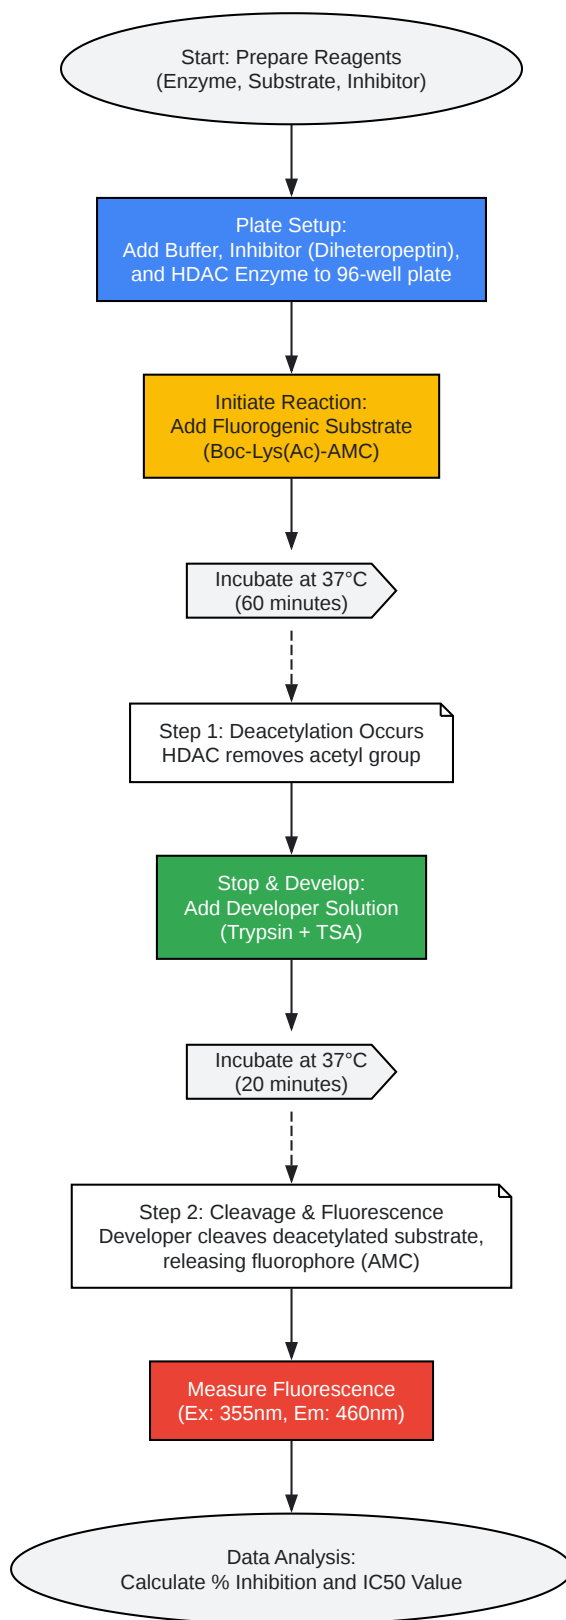 Start: Prepare Reagents
(Enzyme, Substrate, Inhibitor)
Plate Setup:
Add Buffer, Inhibitor (Diheteropeptin),
and HDAC Enzyme to 96-well plate
Initiate Reaction:
Add Fluorogenic Substrate
(Boc-Lys(Ac)-AMC)
Incubate at 37°C
(60 minutes)
Step 1: Deacetylation Occurs
HDAC removes acetyl group
Stop & Develop:
Add Developer Solution
(Trypsin + TSA)
Incubate at 37°C
(20 minutes)
Step 2: Cleavage & Fluorescence
Developer cleaves deacetylated substrate,
releasing fluorophore (AMC)
Measure Fluorescence
(Ex: 355nm, Em: 460nm)
Data Analysis:
Calculate % Inhibition and IC50 Value